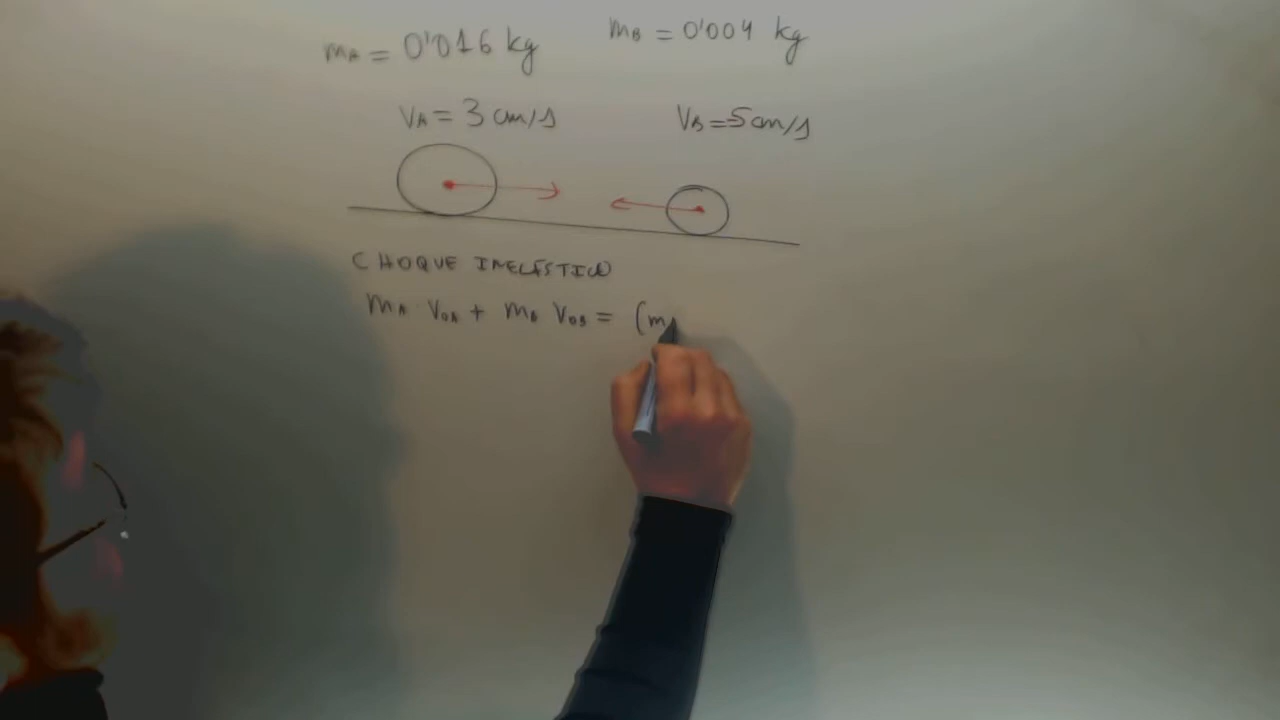 mA = 0'016 kg mB = 0'004 kg
VA = 3 cm/s VB = 5 cm/s
CHOQUE INELÁSTICO
mA VOA + mB VOB = (mA